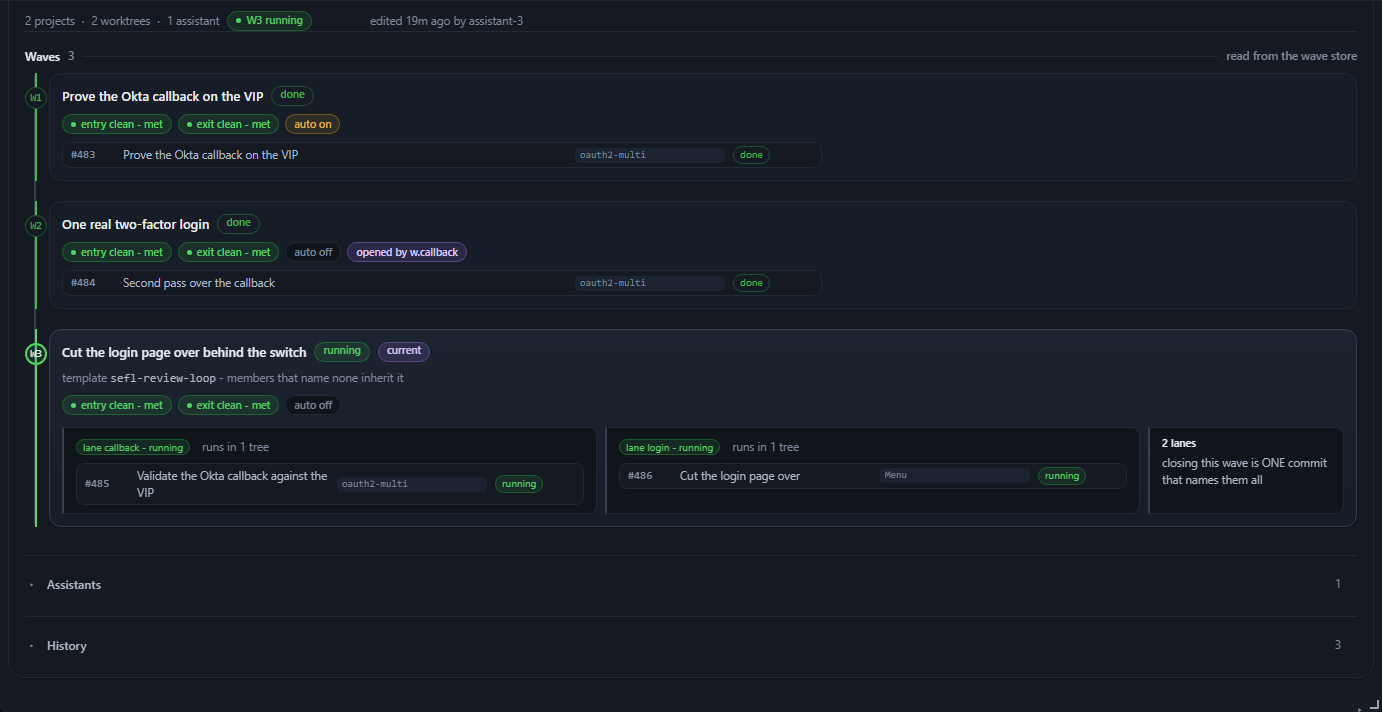 2 projects · 2 worktrees · 1 assistant W3 running edited 19m ago by assistant-3
Waves 3 read from the wave store
W1 Prove the Okta callback on the VIP done
entry clean - met exit clean - met auto on
#483 Prove the Okta callback on the VIP oauth2-multi done
W2 One real two-factor login done
entry clean - met exit clean - met auto off opened by w.callback
#484 Second pass over the callback oauth2-multi done
W3 Cut the login page over behind the switch running current
template sefl-review-loop - members that name none inherit it
entry clean - met exit clean - met auto off
lane callback - running runs in 1 tree
#485 Validate the Okta callback against the
VIP oauth2-multi running
lane login - running runs in 1 tree
#486 Cut the login page over Menu running
2 lanes
closing this wave is ONE commit
that names them all
Assistants 1
History 3